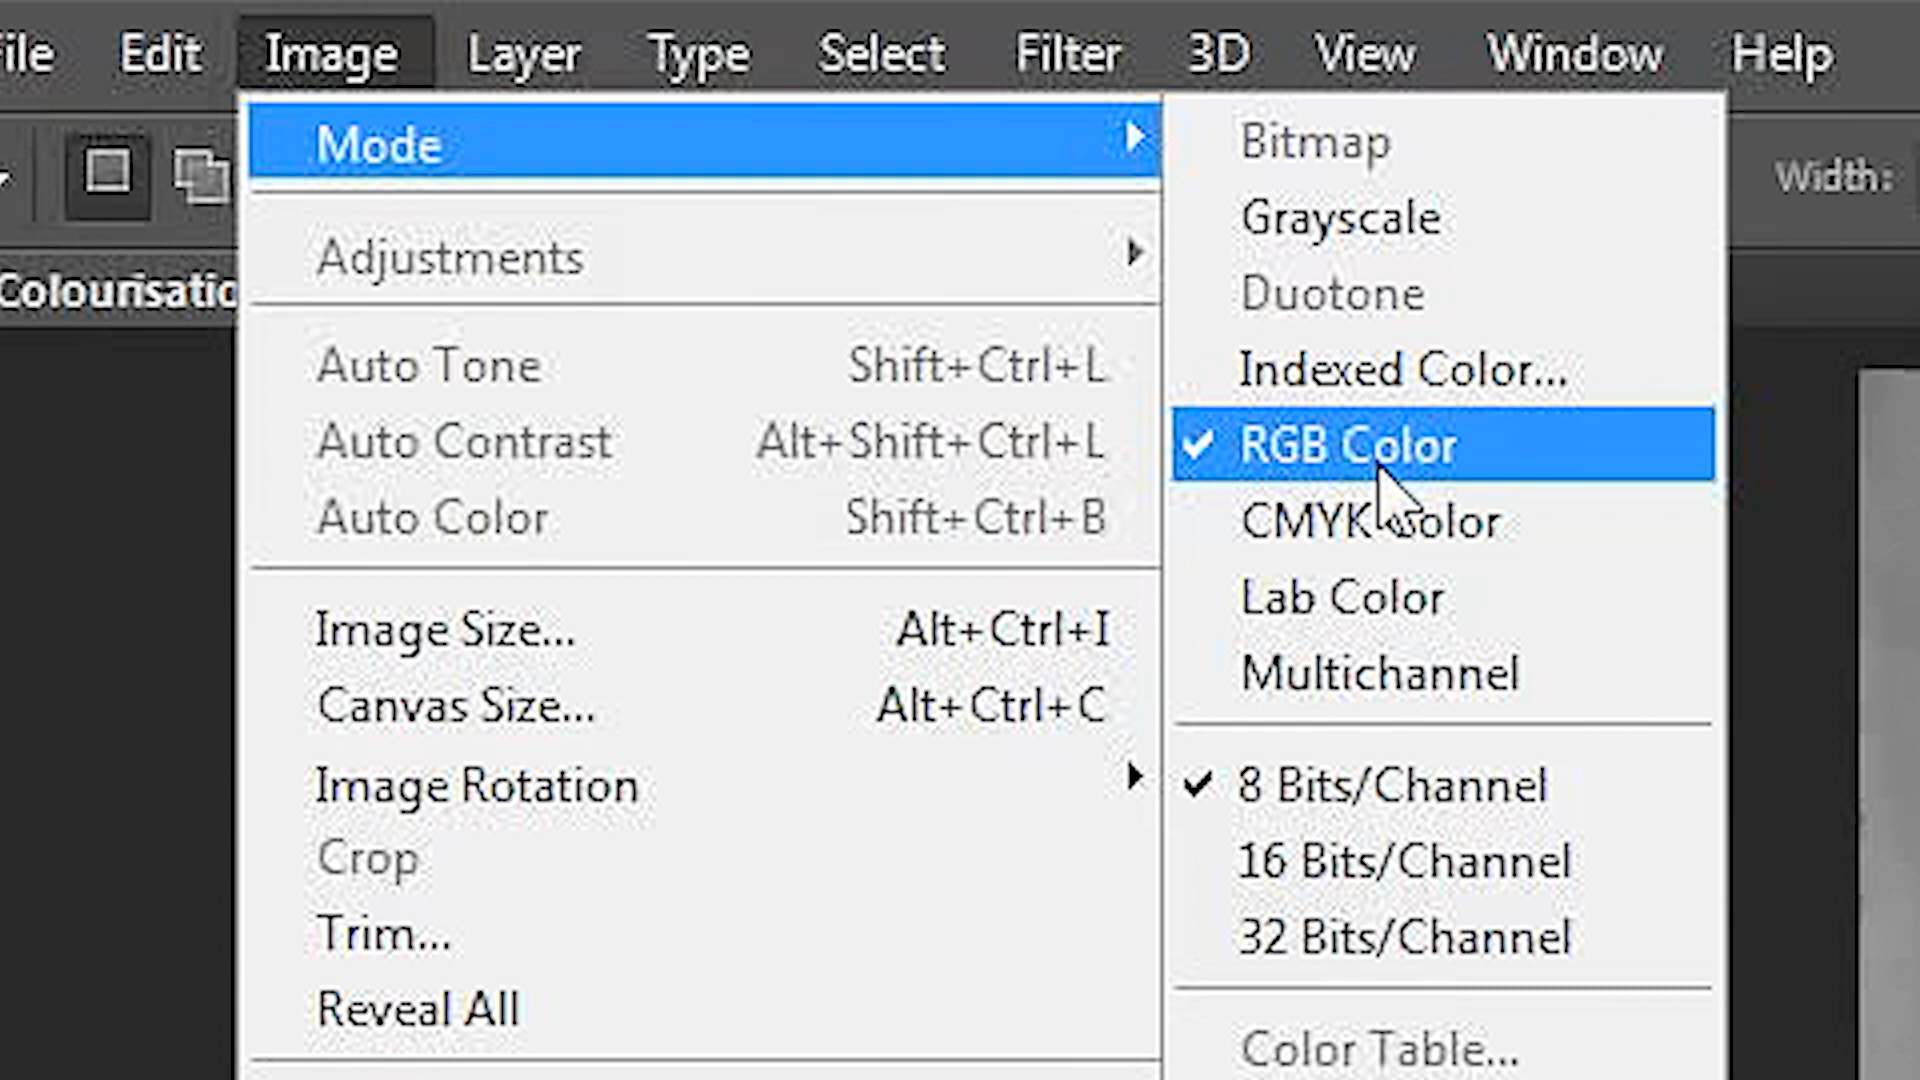 ile Edit Image Layer Type Select Filter 3D View Window Help
Width:
Colourisatio
Mode
Adjustments
Auto Tone Shift+Ctrl+L
Auto Contrast Alt+Shift+Ctrl+L
Auto Color Shift+Ctrl+B
Image Size... Alt+Ctrl+I
Canvas Size... Alt+Ctrl+C
Image Rotation
Crop
Trim...
Reveal All
Bitmap
Grayscale
Duotone
Indexed Color...
RGB Color
CMYK Color
Lab Color
Multichannel
8 Bits/Channel
16 Bits/Channel
32 Bits/Channel
Color Table...